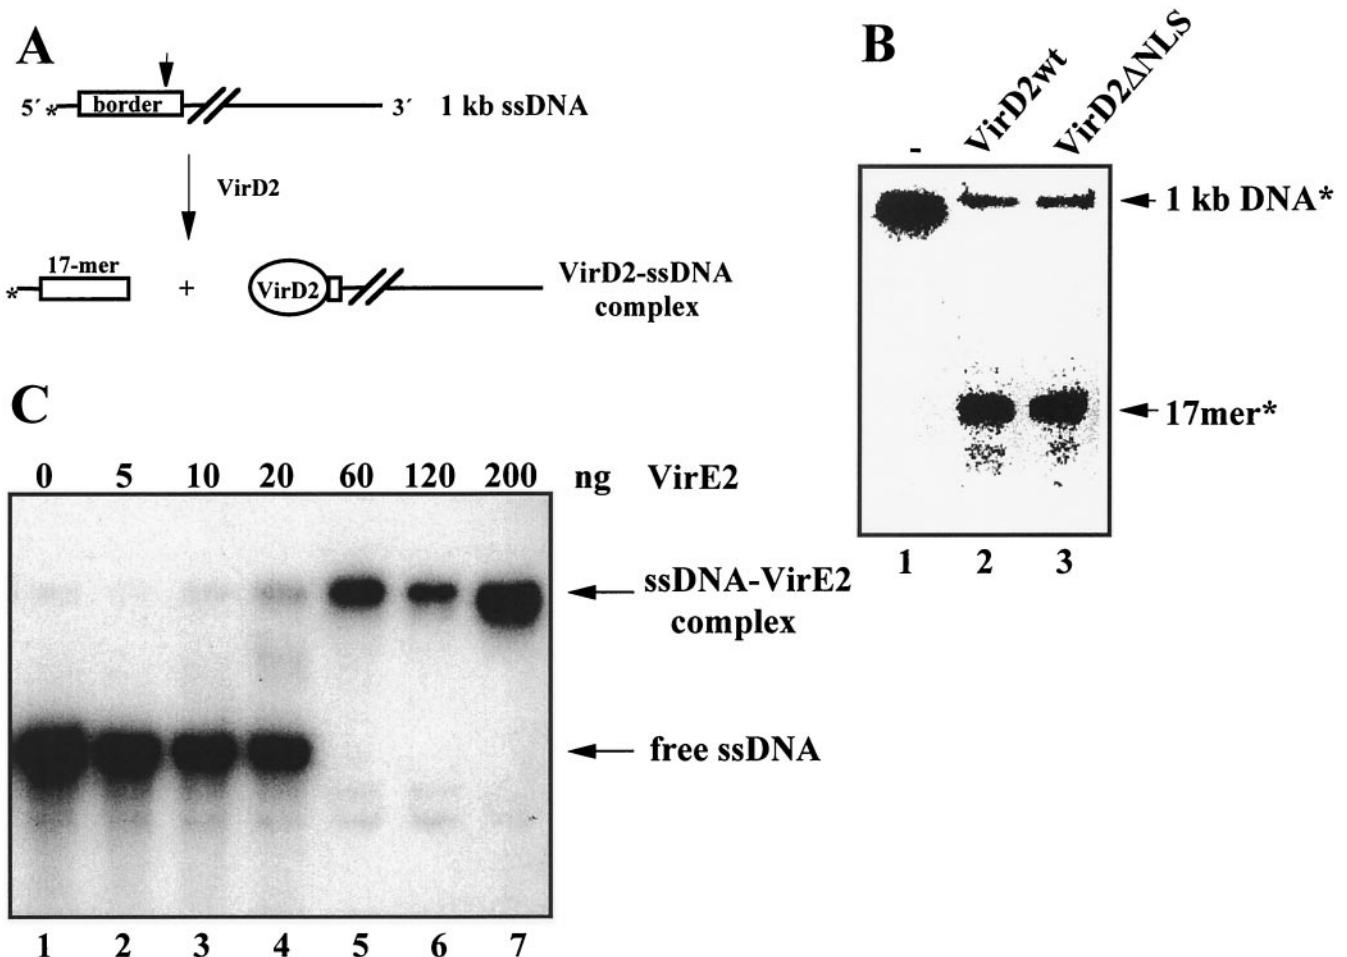 A
5´ * border 3´ 1 kb ssDNA
VirD2
17-mer
* + VirD2 VirD2-ssDNA
complex
B
- VirD2wt VirD2ΔNLS
1 kb DNA*
17mer*
1 2 3
C
0 5 10 20 60 120 200 ng VirE2
ssDNA-VirE2
complex
free ssDNA
1 2 3 4 5 6 7